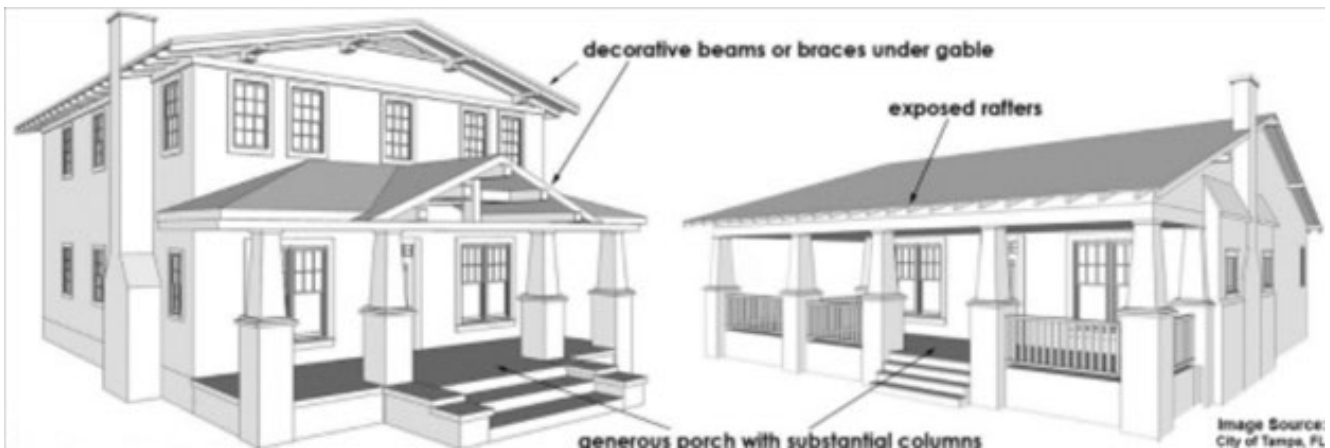 decorative beams or braces under gable
exposed rafters
generous porch with substantial columns
Image Source:
City of Tampa, FL